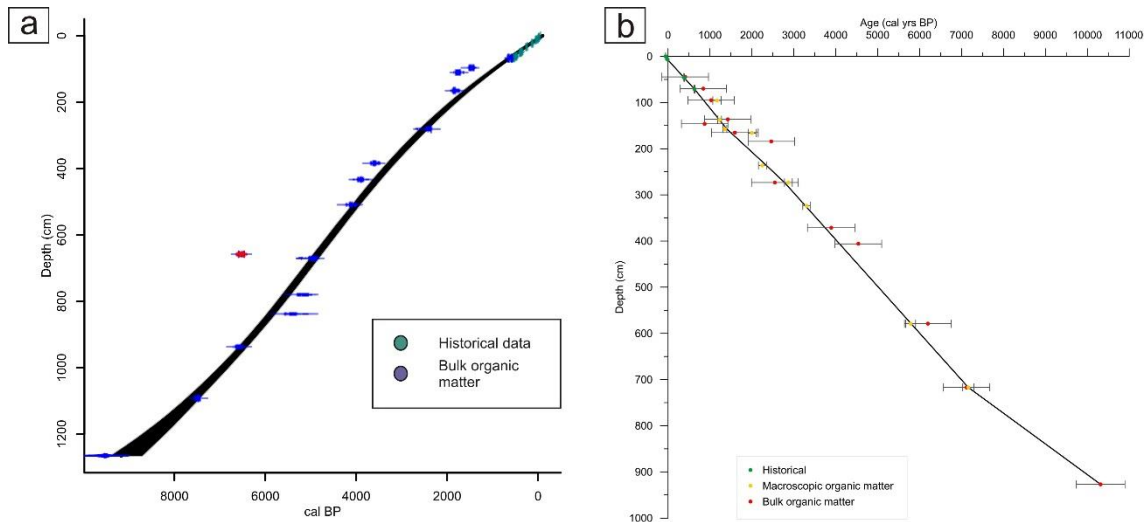 a
0
200
400
600
800
1000
1200
Depth (cm)
8000 6000 4000 2000 0
cal BP
Historical data
Bulk organic
matter
b
Age (cal yrs BP)
0 1000 2000 3000 4000 5000 6000 7000 8000 9000 10000 11000
0
100
200
300
400
500
600
700
800
900
1000
Depth (cm)
Historical
Macroscopic organic matter
Bulk organic matter